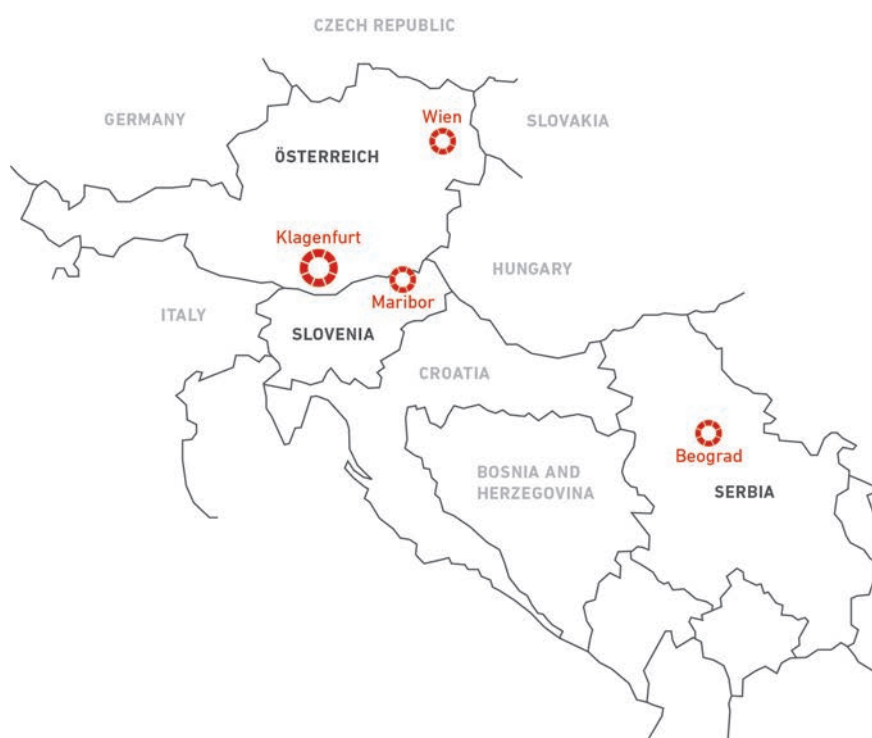 CZECH REPUBLIC
GERMANY
Wien
SLOVAKIA
ÖSTERREICH
Klagenfurt
HUNGARY
ITALY
Maribor
SLOVENIA
CROATIA
Beograd
BOSNIA AND
HERZEGOVINA
SERBIA